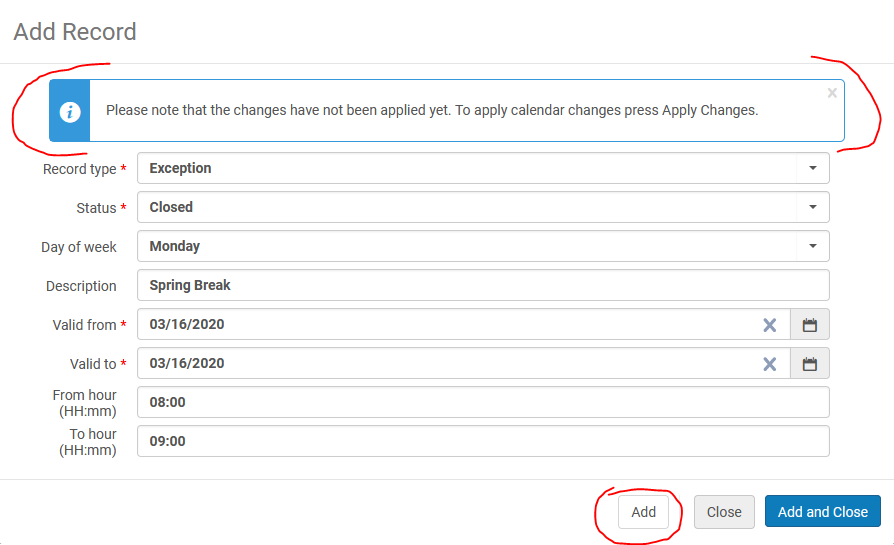 Add Record
Please note that the changes have not been applied yet. To apply calendar changes press Apply Changes.
Record type * Exception
Status * Closed
Day of week Monday
Description Spring Break
Valid from * 03/16/2020
Valid to * 03/16/2020
From hour
(HH:mm) 08:00
To hour
(HH:mm) 09:00
Add Close Add and Close